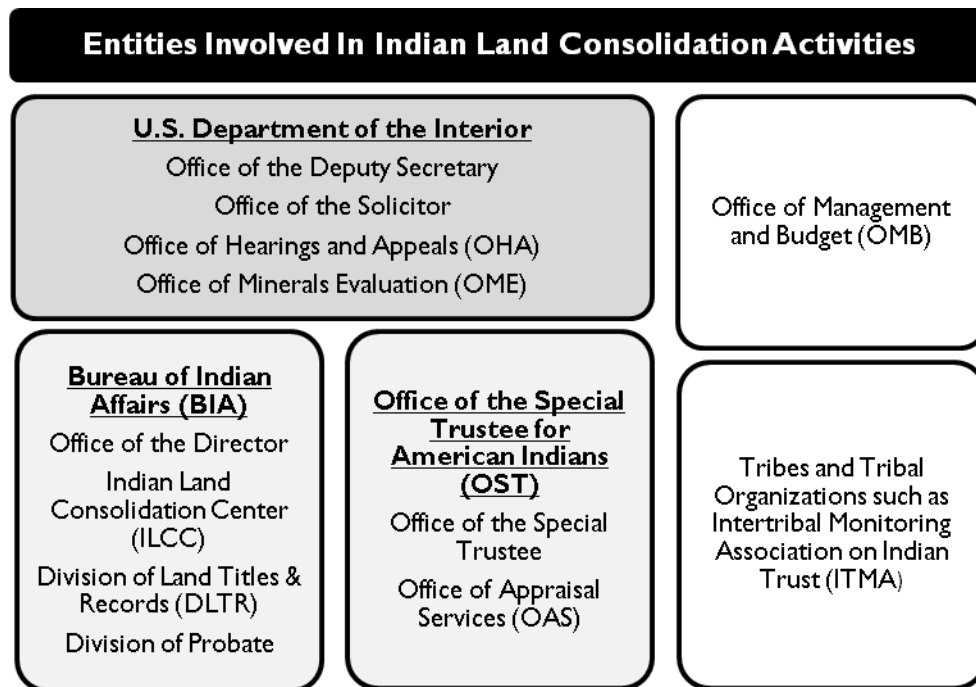 Entities Involved In Indian Land Consolidation Activities
U.S. Department of the Interior
Office of the Deputy Secretary
Office of the Solicitor
Office of Hearings and Appeals (OHA)
Office of Minerals Evaluation (OME)
Office of Management
and Budget (OMB)
Bureau of Indian
Affairs (BIA)
Office of the Director
Indian Land
Consolidation Center
(ILCC)
Division of Land Titles &
Records (DLTR)
Division of Probate
Office of the Special
Trustee for
American Indians
(OST)
Office of the Special
Trustee
Office of Appraisal
Services (OAS)
Tribes and Tribal
Organizations such as
Intertribal Monitoring
Association on Indian
Trust (ITMA)